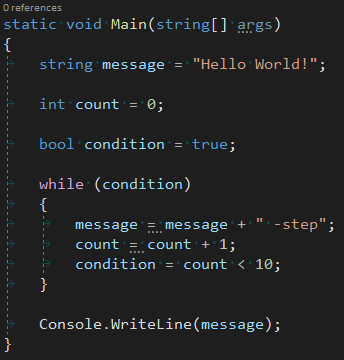 0 references
static void Main(string[] args)
{
string message = "Hello World!";
int count = 0;
bool condition = true;
while (condition)
{
message = message + " -step";
count = count + 1;
condition = count < 10;
}
Console.WriteLine(message);
}